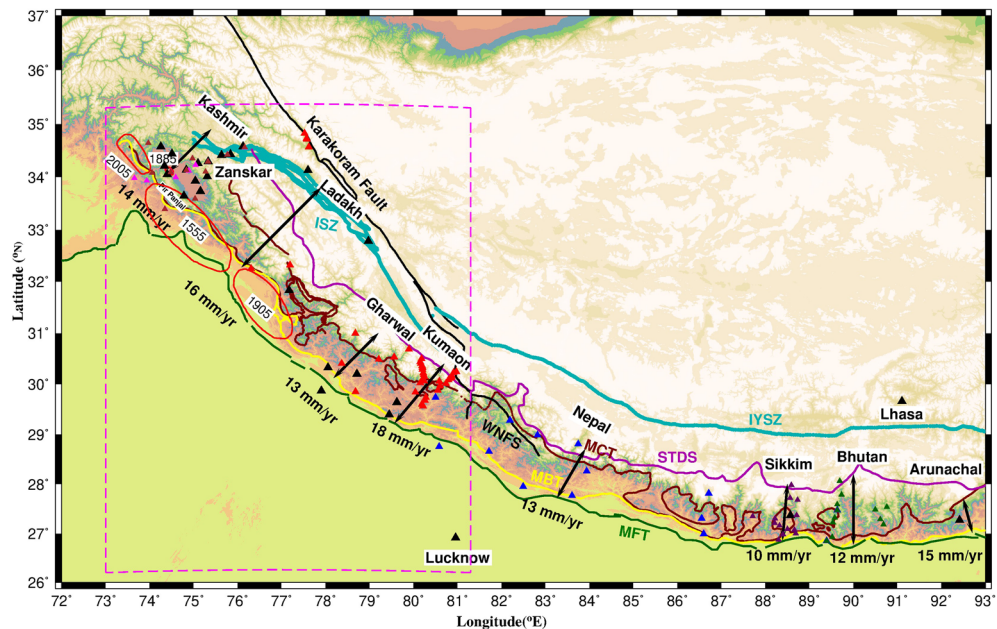 37°
36°
35°
34°
33°
32°
31°
30°
29°
28°
27°
26°
Latitude (°N)
Kashmir
Karakoram Fault
2005
1885
Zanskar
Pir Panjal
14 mm/yr
1555
Ladakh
ISZ
16 mm/yr
1905
Gharwal
Kumaon
13 mm/yr
18 mm/yr
WNFS
Nepal
MCT
MBT
13 mm/yr
MFT
STDS
IYSZ
Lhasa
Sikkim
Bhutan
Arunachal
10 mm/yr
12 mm/yr
15 mm/yr
Lucknow
72° 73° 74° 75° 76° 77° 78° 79° 80° 81° 82° 83° 84° 85° 86° 87° 88° 89° 90° 91° 92° 93°
Longitude(°E)